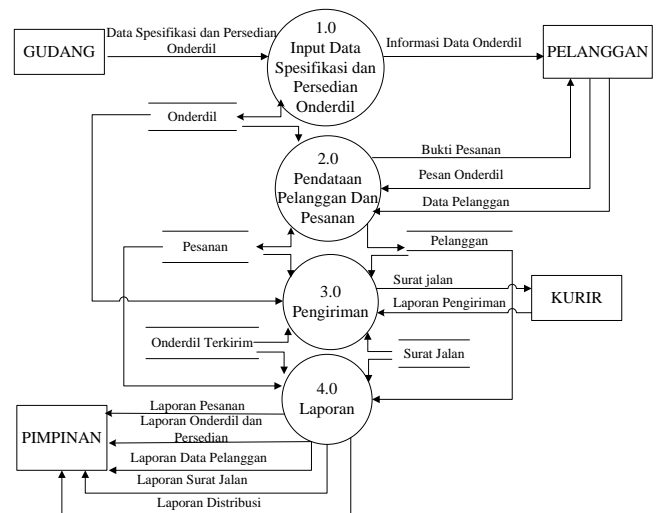 Data Spesifikasi dan Persedian
Onderdil
GUDANG
1.0
Input Data
Spesifikasi dan
Persedian
Onderdil
Informasi Data Onderdil
PELANGGAN
Onderdil
2.0
Pendataan
Pelanggan Dan
Pesanan
Bukti Pesanan
Pesan Onderdil
Data Pelanggan
Pesanan
Pelanggan
3.0
Pengiriman
Surat jalan
Laporan Pengiriman
KURIR
Onderdil Terkirim
Surat Jalan
4.0
Laporan
PIMPINAN
Laporan Pesanan
Laporan Onderdil dan
Persedian
Laporan Data Pelanggan
Laporan Surat Jalan
Laporan Distribusi